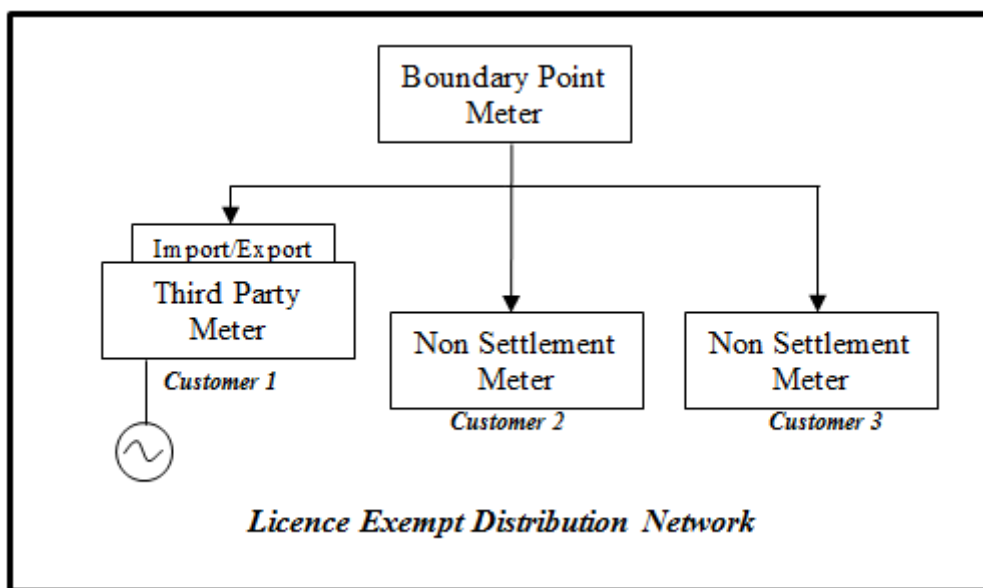 Boundary Point
Meter
Import/Export
Third Party
Meter
Customer 1
Non Settlement
Meter
Customer 2
Non Settlement
Meter
Customer 3
Licence Exempt Distribution Network